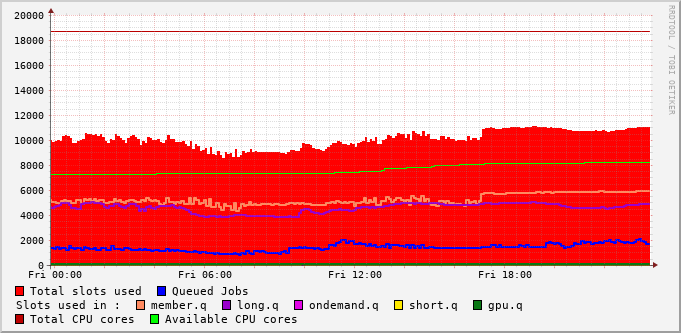 20000
18000
16000
14000
12000
10000
8000
6000
4000
2000
0
Fri 00:00 Fri 06:00 Fri 12:00 Fri 18:00
Total slots used Queued Jobs
Slots used in : member.q long.q ondemand.q short.q gpu.q
Total CPU cores Available CPU cores
RRDTOOL / TOBI OETIKER